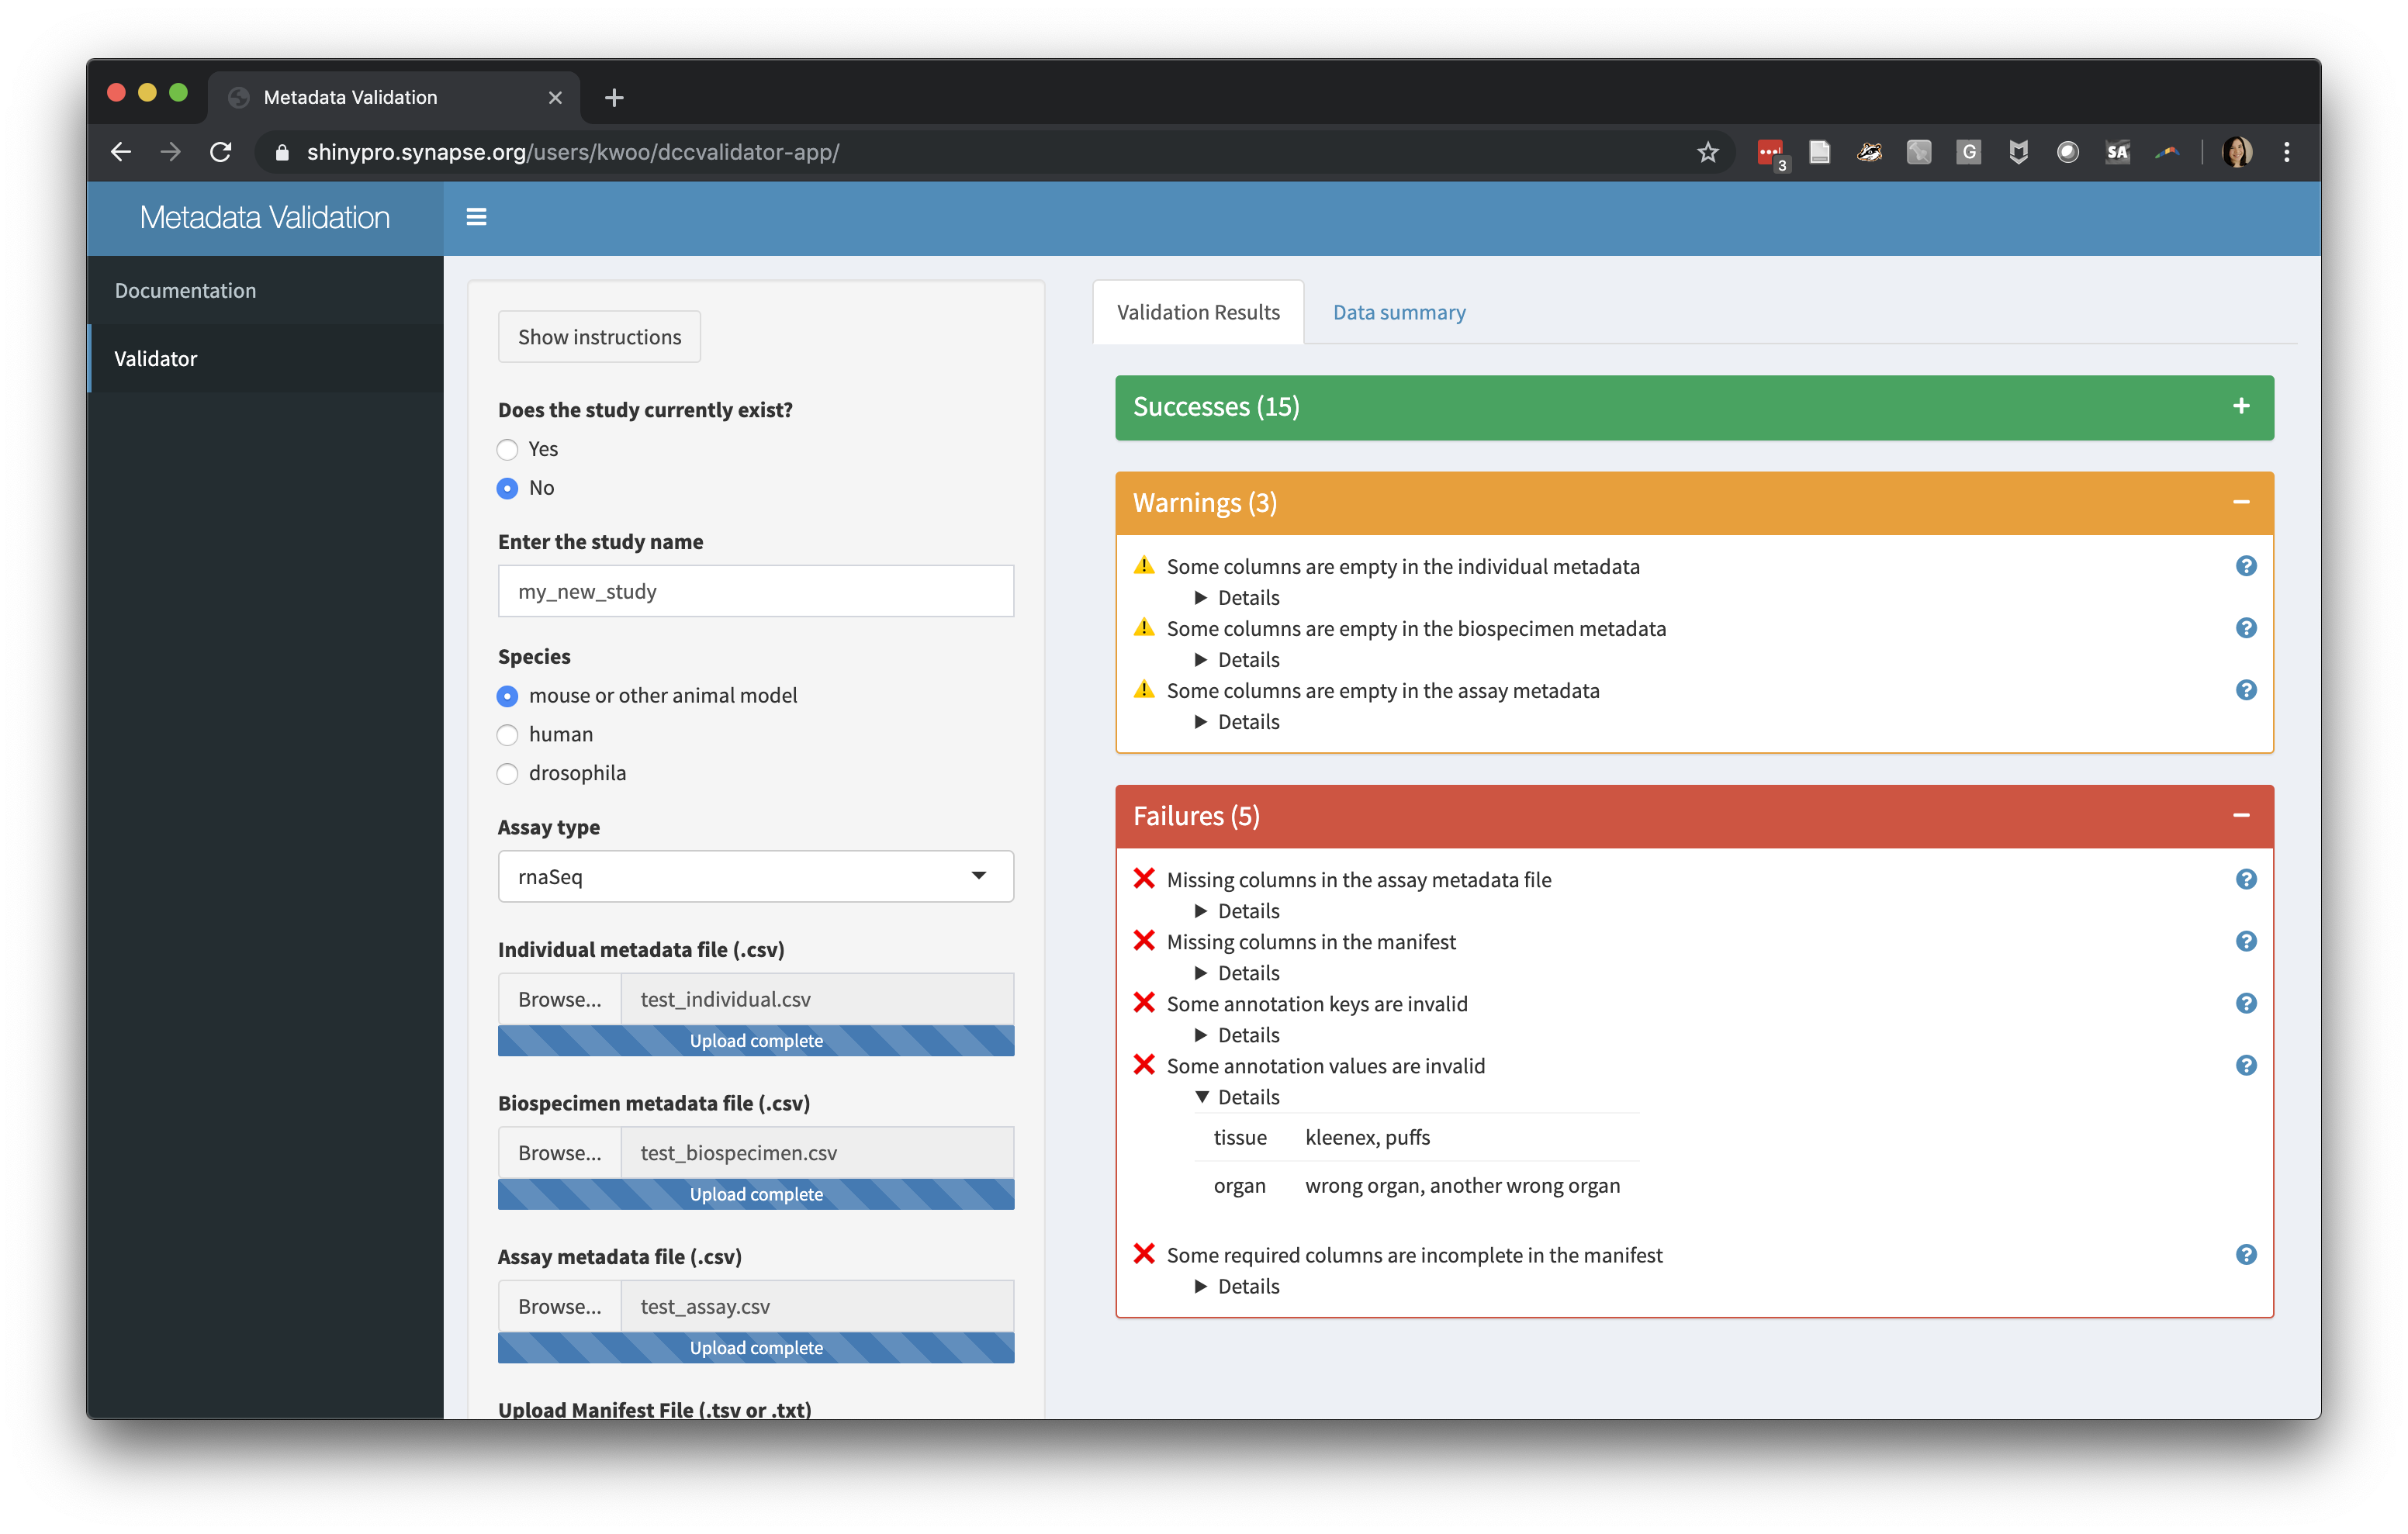 Metadata Validation
shinypro.synapse.org/users/kwoo/dccvalidator-app/
3
G
SA
Metadata Validation
Documentation
Validator
Show instructions
Does the study currently exist?
Yes
No
Enter the study name
my_new_study
Species
mouse or other animal model
human
drosophila
Assay type
rnaSeq
Individual metadata file (.csv)
Browse... test_individual.csv
Upload complete
Biospecimen metadata file (.csv)
Browse... test_biospecimen.csv
Upload complete
Assay metadata file (.csv)
Browse... test_assay.csv
Upload complete
Upload Manifest File (.tsv or .txt)
Validation Results Data summary
Successes (15)
Warnings (3)
Some columns are empty in the individual metadata
Details
Some columns are empty in the biospecimen metadata
Details
Some columns are empty in the assay metadata
Details
Failures (5)
Missing columns in the assay metadata file
Details
Missing columns in the manifest
Details
Some annotation keys are invalid
Details
Some annotation values are invalid
Details
tissue kleenex, puffs
organ wrong organ, another wrong organ
Some required columns are incomplete in the manifest
Details